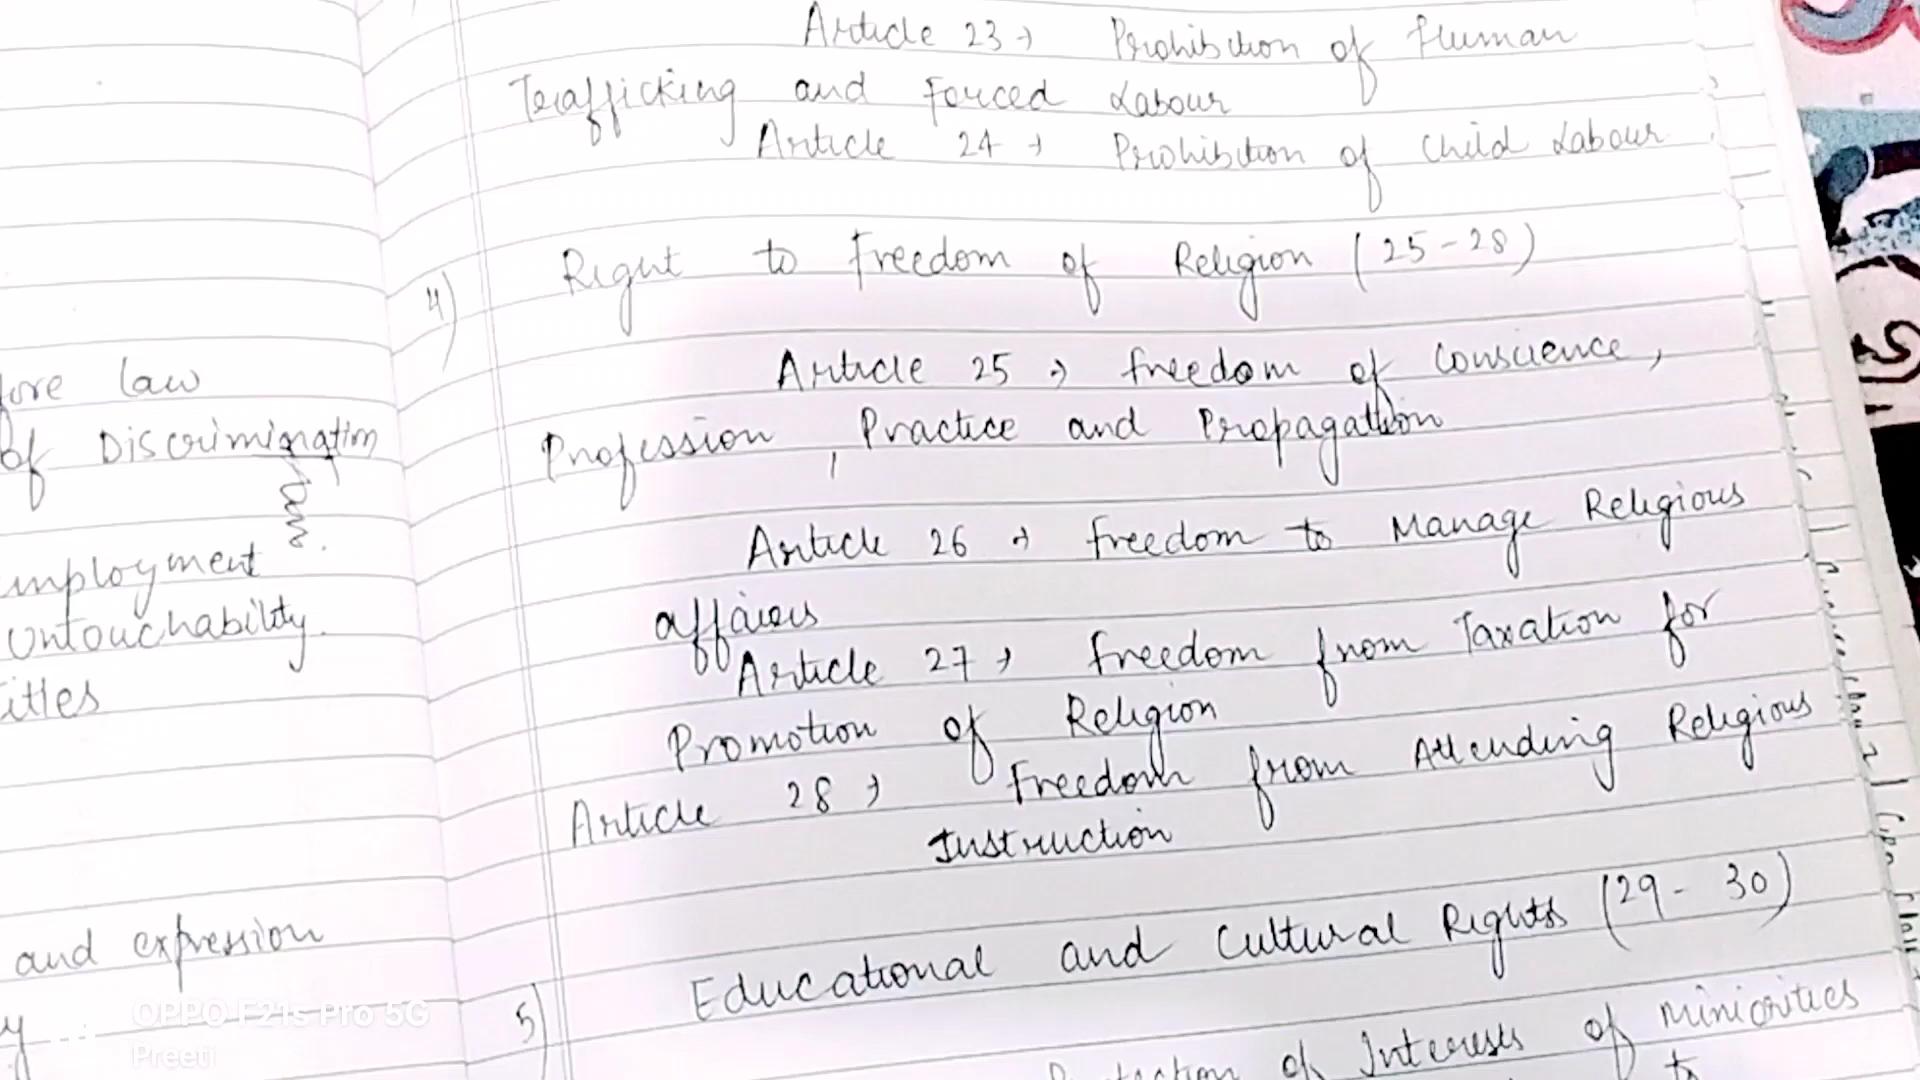 Article 23 → Prohibition of Human
Trafficking and Forced Labour
Article 24 → Prohibition of Child Labour
4) Right to Freedom of Religion (25-28)
Article 25 → freedom of Conscience,
Profession, Practice and Propagation
Article 26 → freedom to Manage Religious
affairs
Article 27 → freedom from Taxation for
Promotion of Religion
Article 28 → Freedom from Attending Religious
Instruction
5) Educational and Cultural Rights (29-30)
of Interests of Miniorities
to
fore law
of Discrimination
employment
Untouchability.
itles
and expression
y
OPPO F21s Pro 5G
Preeti